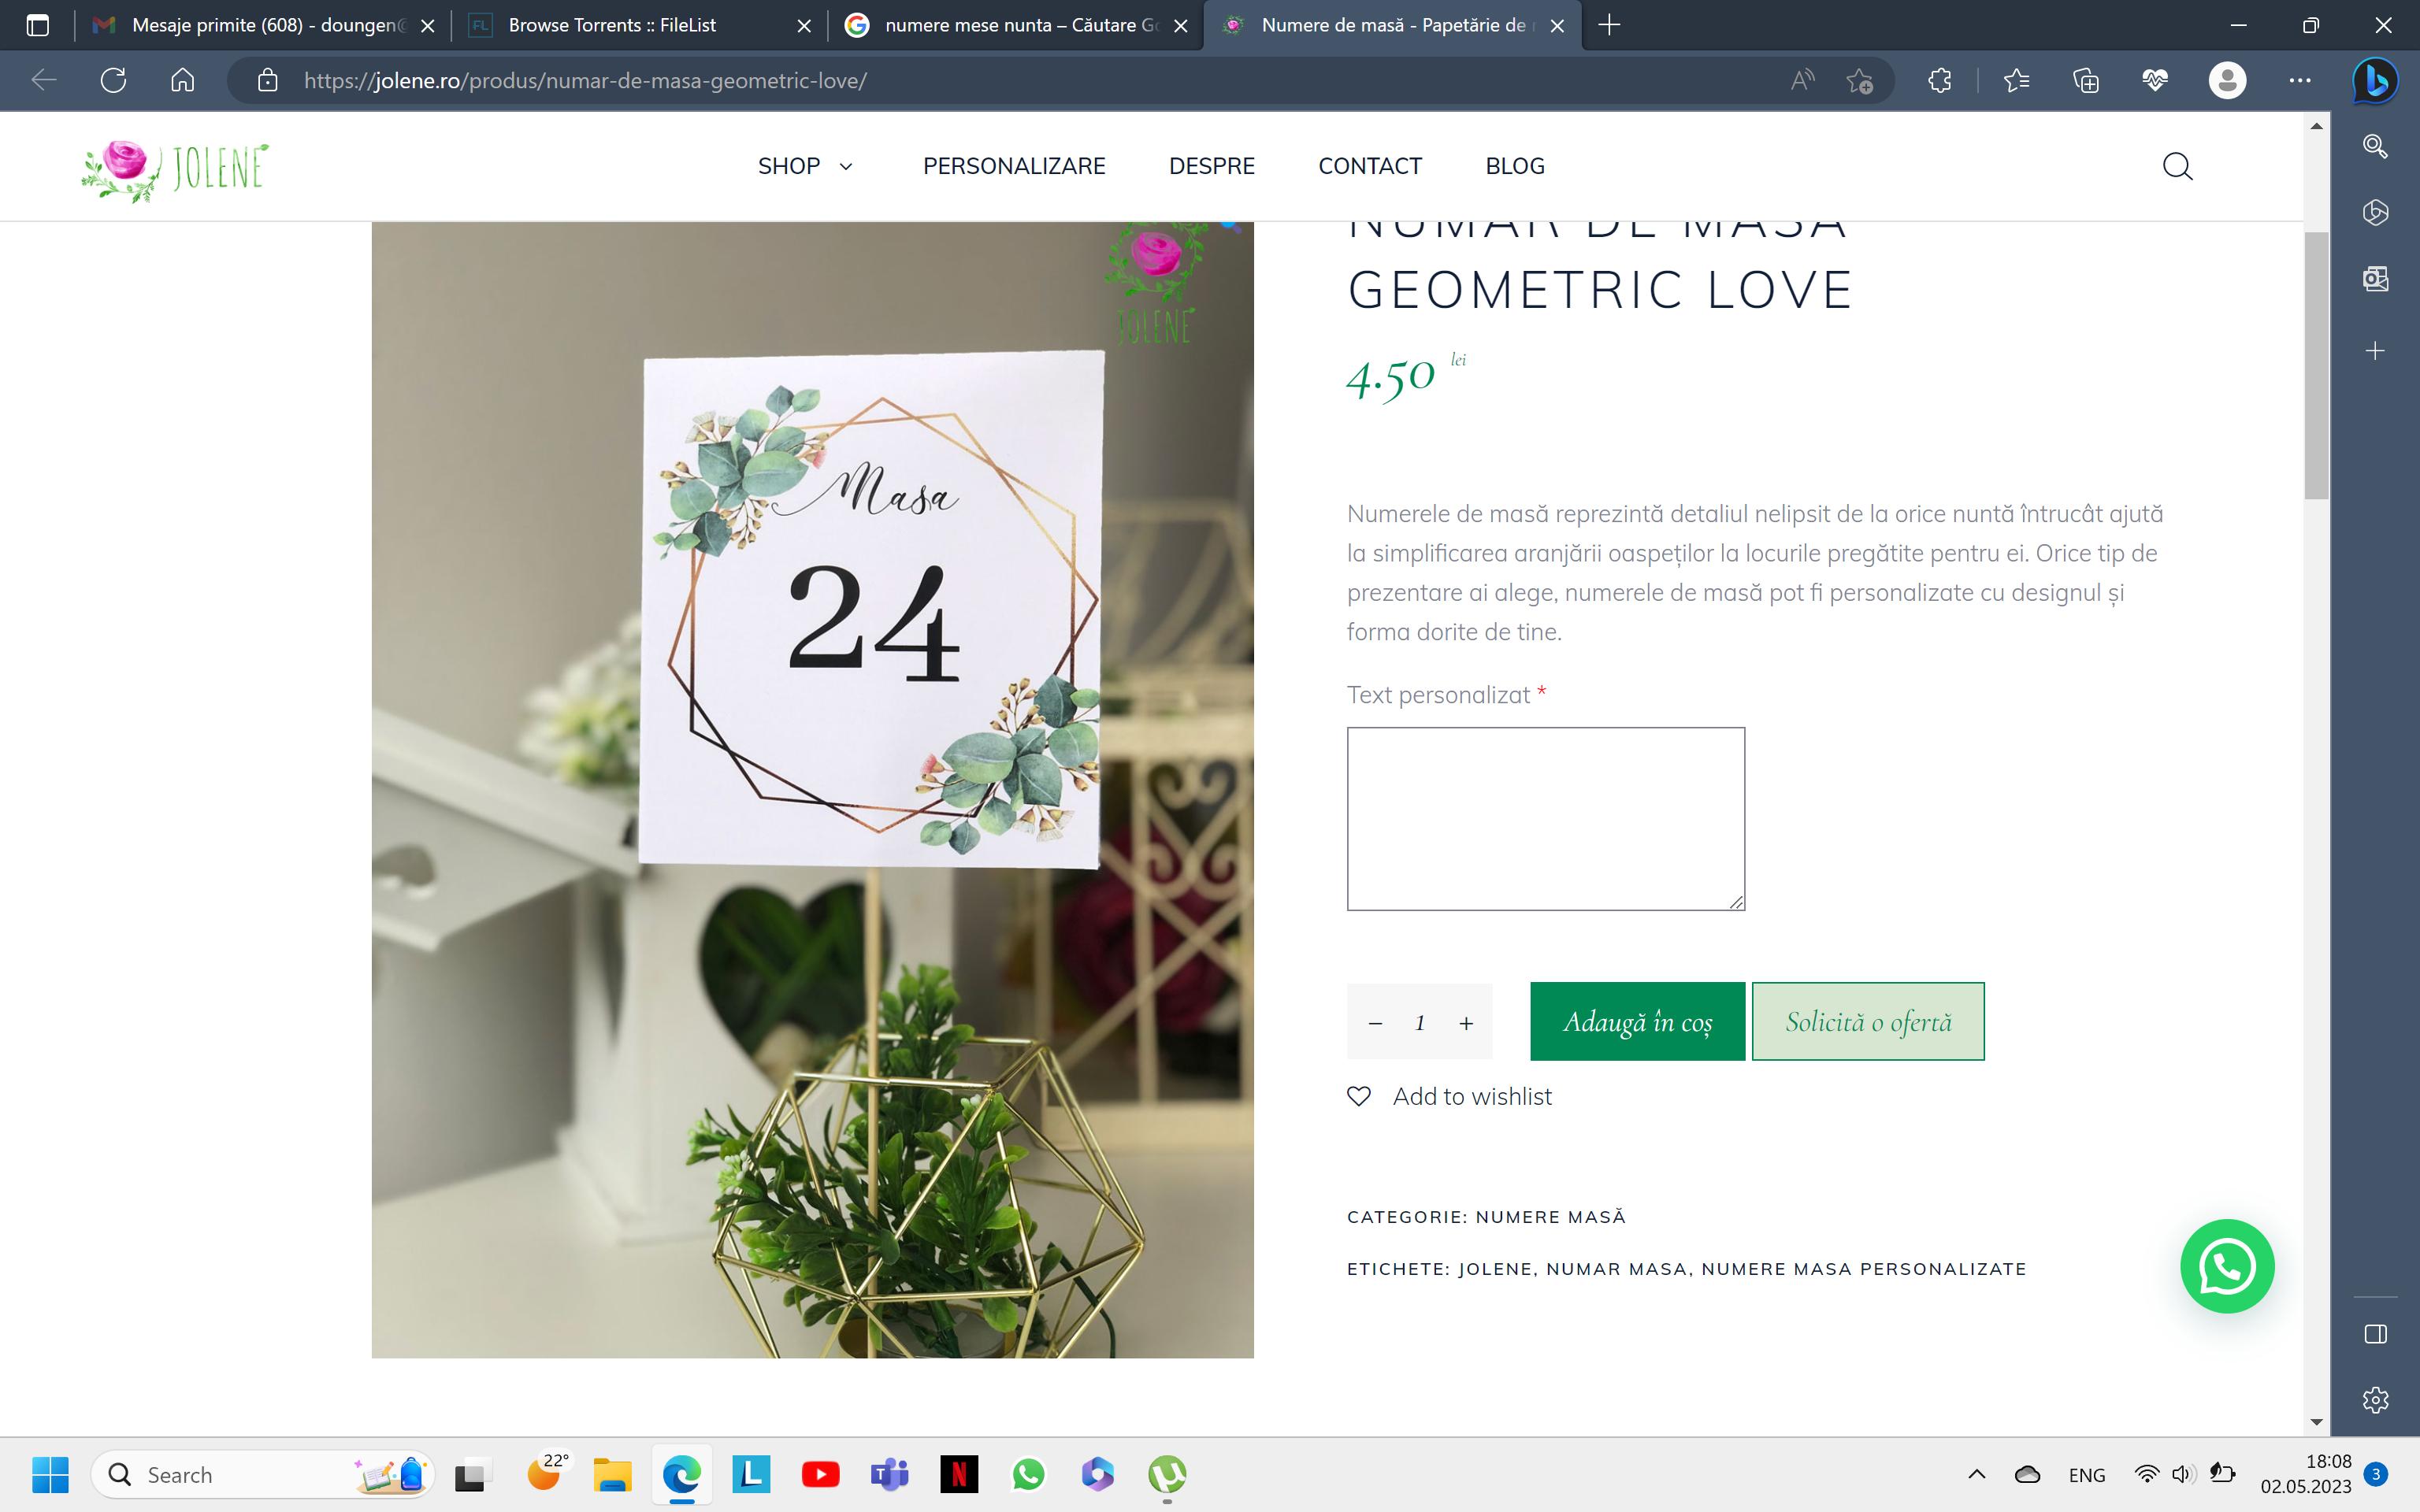 Mesaje primite (608) - doungen@
FL Browse Torrents :: FileList
numere mese nunta – Căutare Go
Numere de masă - Papetărie de n
https://jolene.ro/produs/numar-de-masa-geometric-love/
JOLENE
SHOP PERSONALIZARE DESPRE CONTACT BLOG
JOLENE
Masa
24
NUMAR DE MASA
GEOMETRIC LOVE
4.50 lei
Numerele de masă reprezintă detaliul nelipsit de la orice nuntă întrucât ajută
la simplificarea aranjării oaspeților la locurile pregătite pentru ei. Orice tip de
prezentare ai alege, numerele de masă pot fi personalizate cu designul și
forma dorite de tine.
Text personalizat *
− 1 + Adaugă în coș Solicită o ofertă
Add to wishlist
CATEGORIE: NUMERE MASĂ
ETICHETE: JOLENE, NUMAR MASA, NUMERE MASA PERSONALIZATE
Search
22°
ENG
18:08
02.05.2023
3